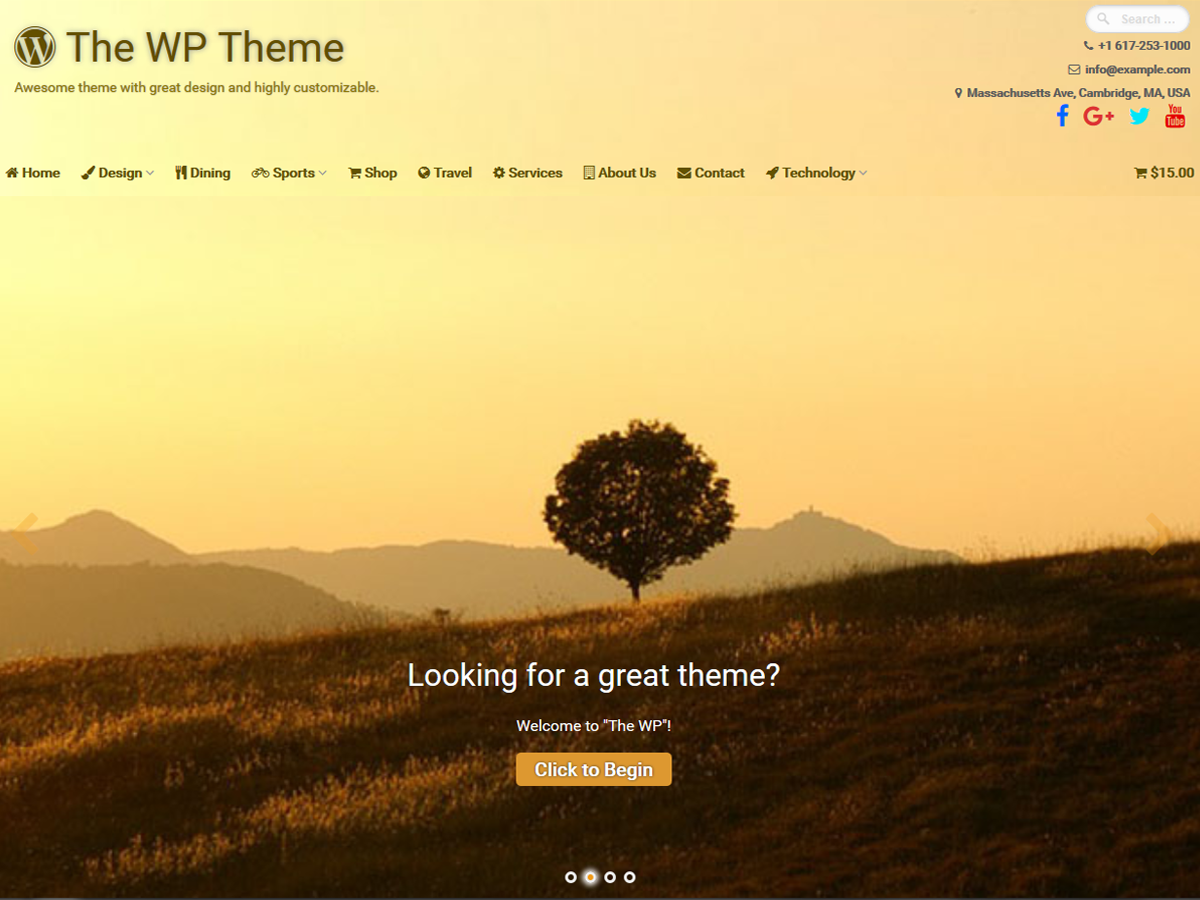 The WP Theme
Awesome theme with great design and highly customizable.
Search ...
+1 617-253-1000
info@example.com
Massachusetts Ave, Cambridge, MA, USA
You Tube
Home Design Dining Sports Shop Travel Services About Us Contact Technology $15.00
Looking for a great theme?
Welcome to "The WP"!
Click to Begin